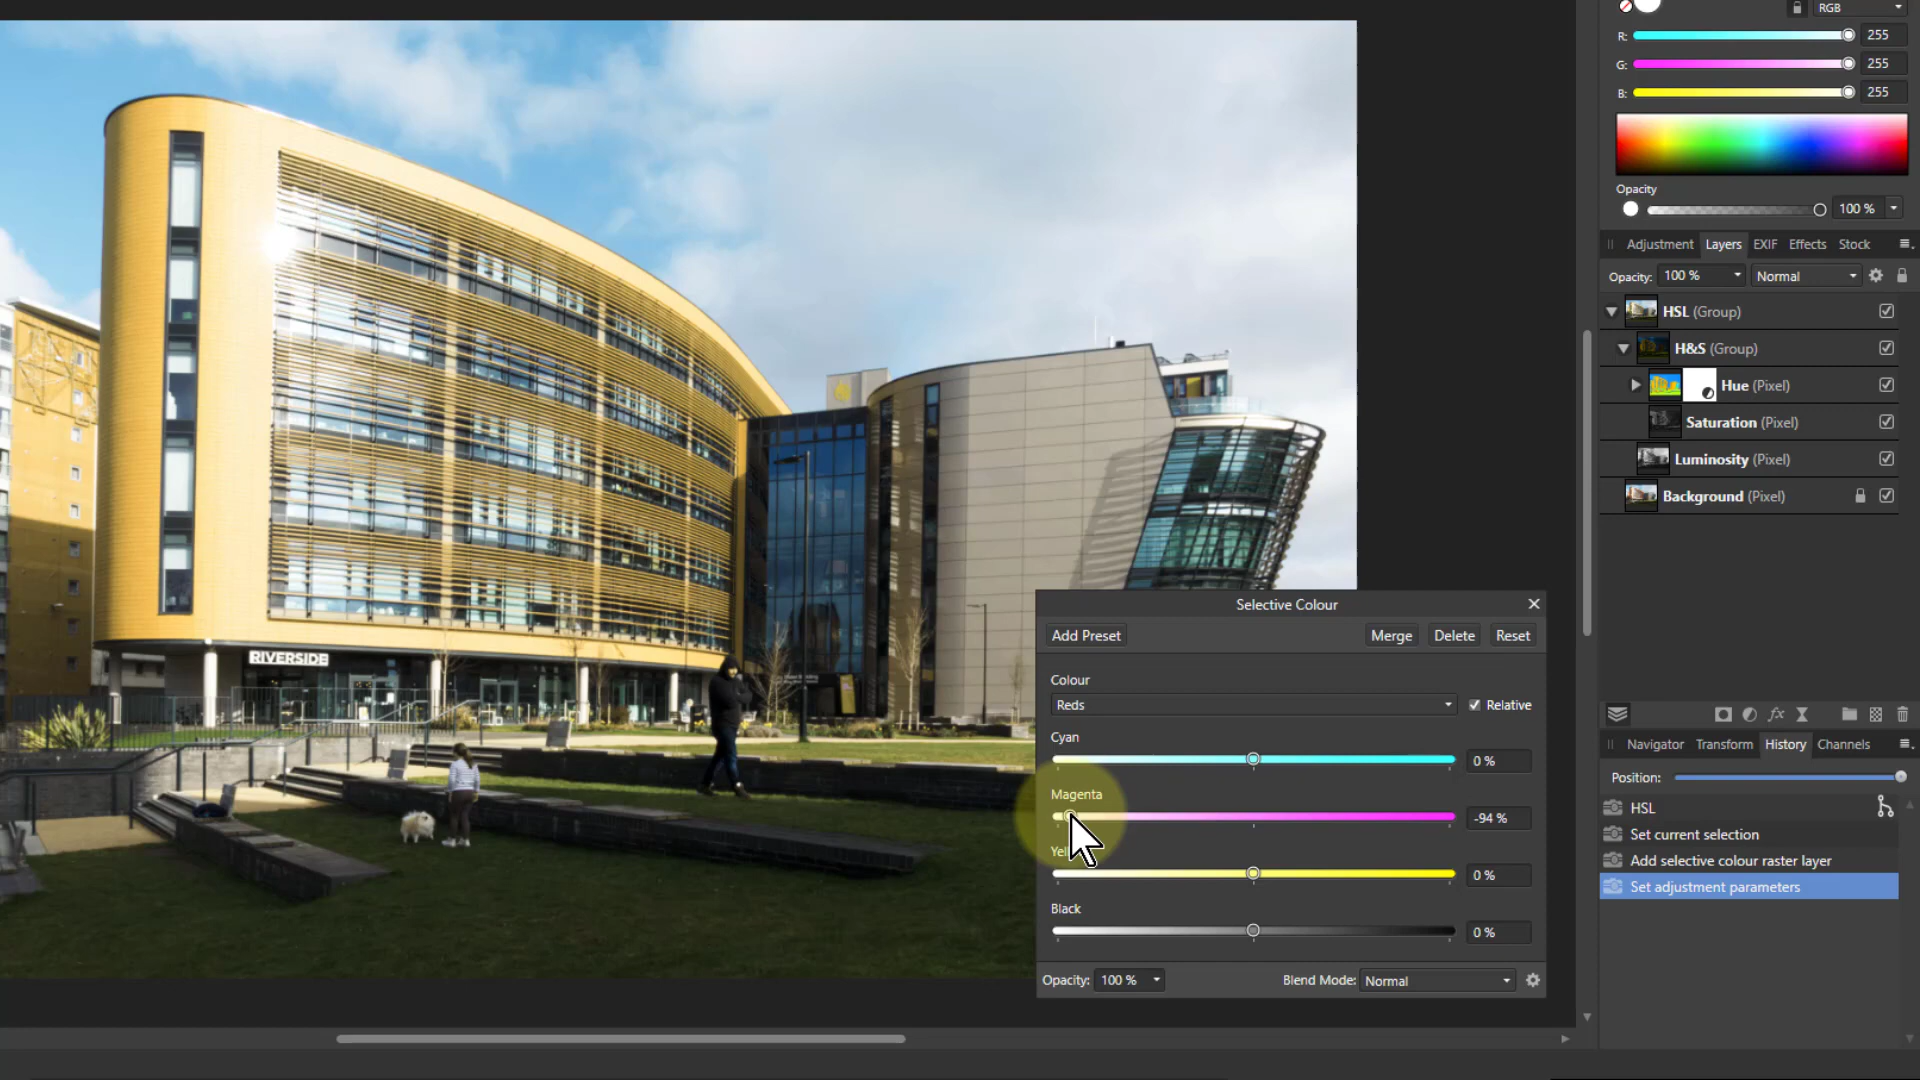 RGB
R: 255
G: 255
B: 255
Opacity
100 %
Adjustment Layers EXIF Effects Stock
Opacity: 100 % Normal
HSL (Group)
H&S (Group)
Hue (Pixel)
Saturation (Pixel)
Luminosity (Pixel)
Background (Pixel)
RIVERSIDE
Selective Colour
Add Preset Merge Delete Reset
Colour
Reds Relative
Cyan
0 %
Magenta
-94 %
0 %
Black
0 %
Opacity: 100 % Blend Mode: Normal
fx
Navigator Transform History Channels
Position:
HSL
Set current selection
Add selective colour raster layer
Set adjustment parameters